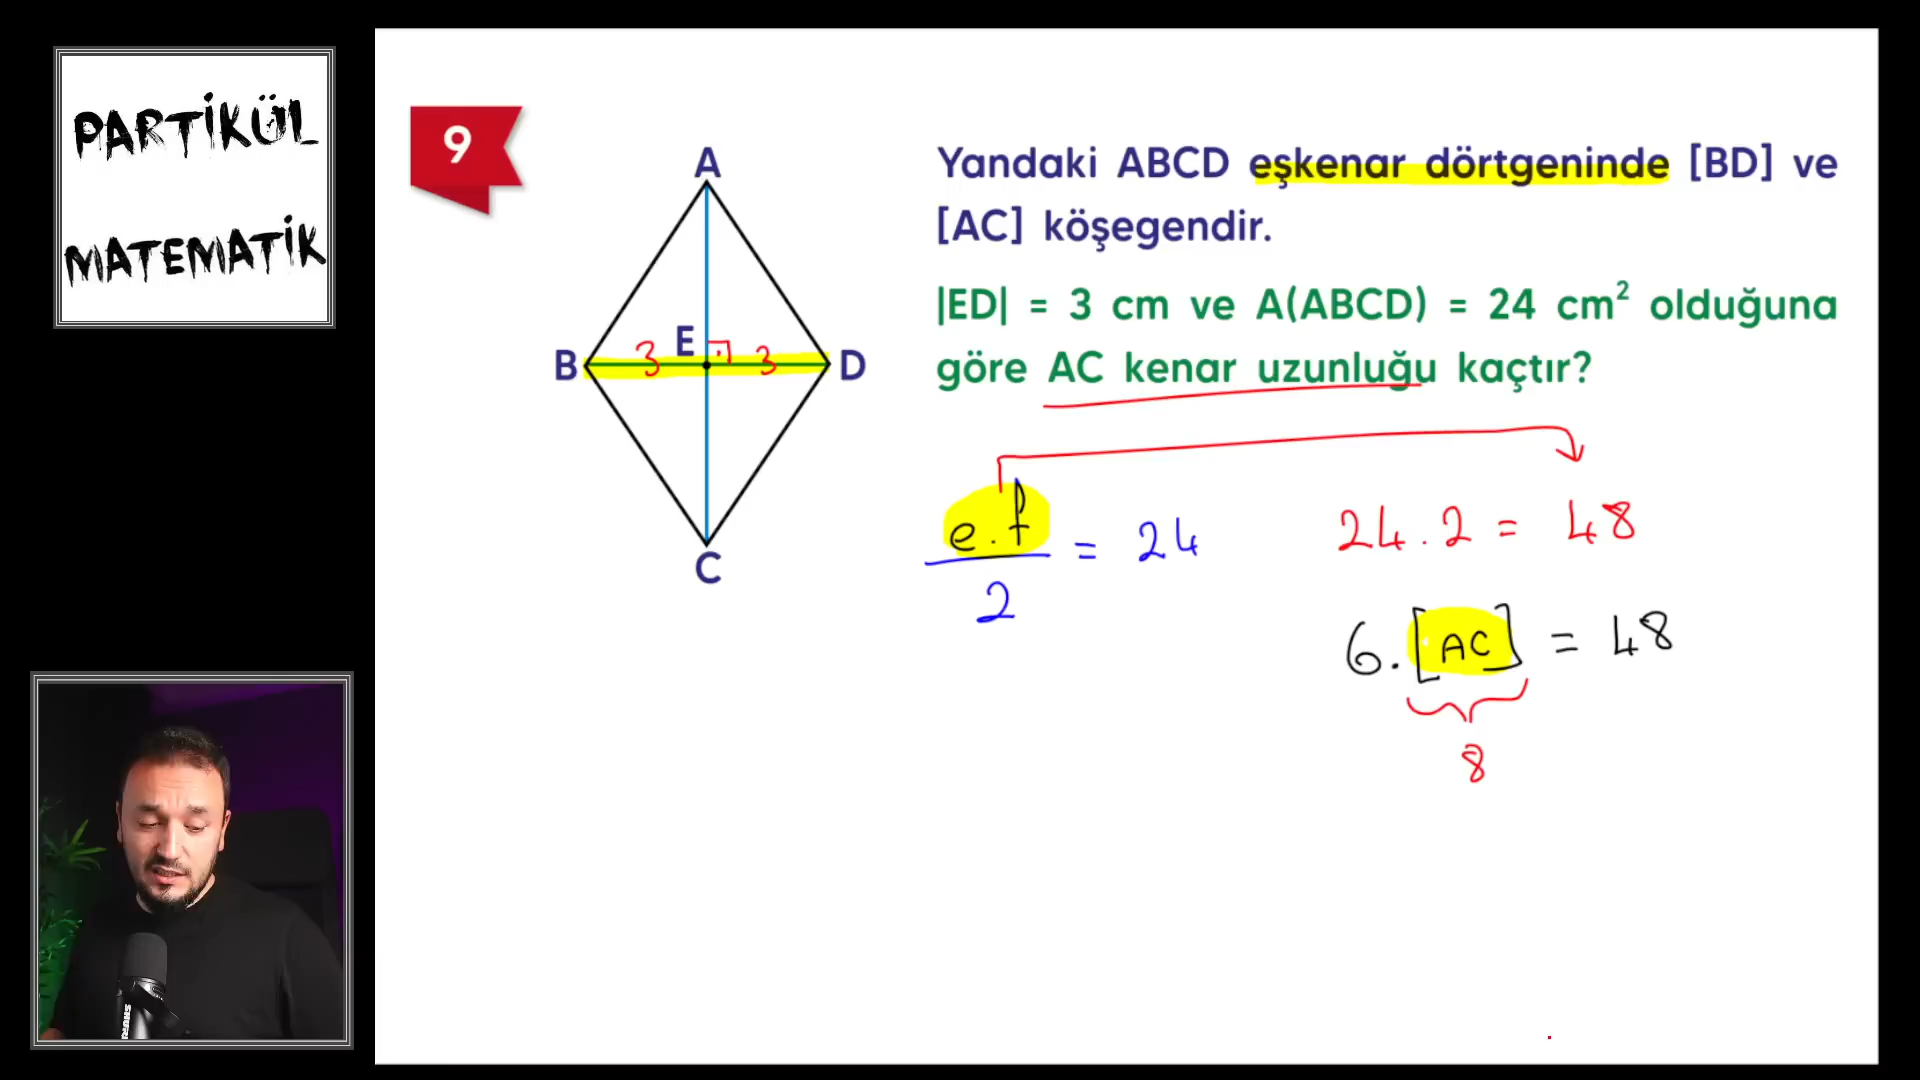 PARTİKÜL
MATEMATİK
9
Yandaki ABCD eşkenar dörtgeninde [BD] ve
[AC] köşegendir.
|ED| = 3 cm ve A(ABCD) = 24 cm² olduğuna
göre AC kenar uzunluğu kaçtır?
A
B 3 E 3 D
C
e.f
2
= 24
24.2 = 48
6.[AC] = 48
8
SHURE